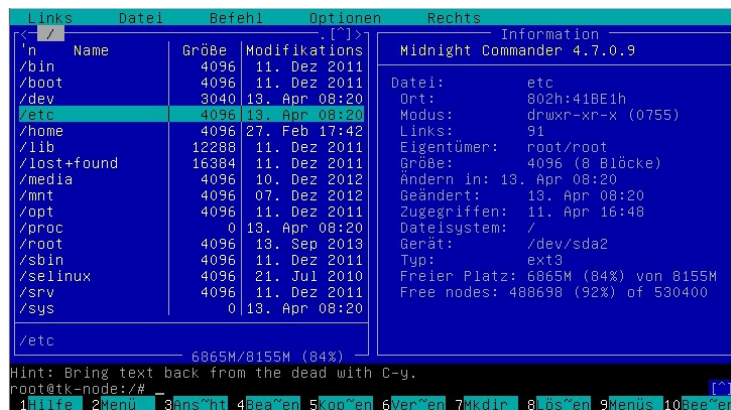 Links Datei Befehl Optionen Rechts
<─ / .[^]>
'n Name Größe Modifikations
/bin 4096 11. Dez 2011
/boot 4096 11. Dez 2011
/dev 3040 13. Apr 08:20
/etc 4096 13. Apr 08:20
/home 4096 27. Feb 17:42
/lib 12288 11. Dez 2011
/lost+found 16384 11. Dez 2011
/media 4096 10. Dez 2012
/mnt 4096 07. Dez 2012
/opt 4096 11. Dez 2011
/proc 0 13. Apr 08:20
/root 4096 13. Sep 2013
/sbin 4096 11. Dez 2011
/selinux 4096 21. Jul 2010
/srv 4096 11. Dez 2011
/sys 0 13. Apr 08:20
/etc
6865M/8155M (84%)
Information
Midnight Commander 4.7.0.9
Datei: etc
Ort: 802h:41BE1h
Modus: drwxr-xr-x (0755)
Links: 91
Eigentümer: root/root
Größe: 4096 (8 Blöcke)
Ändern in: 13. Apr 08:20
Geändert: 13. Apr 08:20
Zugegriffen: 11. Apr 16:48
Dateisystem: /
Gerät: /dev/sda2
Typ: ext3
Freier Platz: 6865M (84%) von 8155M
Free nodes: 488698 (92%) of 530400
Hint: Bring text back from the dead with C-y.
root@tk-node:/# _ [^]
1Hilfe 2Menü 3Ans~ht 4Bea~en 5Kop~en 6Ver~en 7Mkdir 8Lös~en 9Menüs 10Bee~en